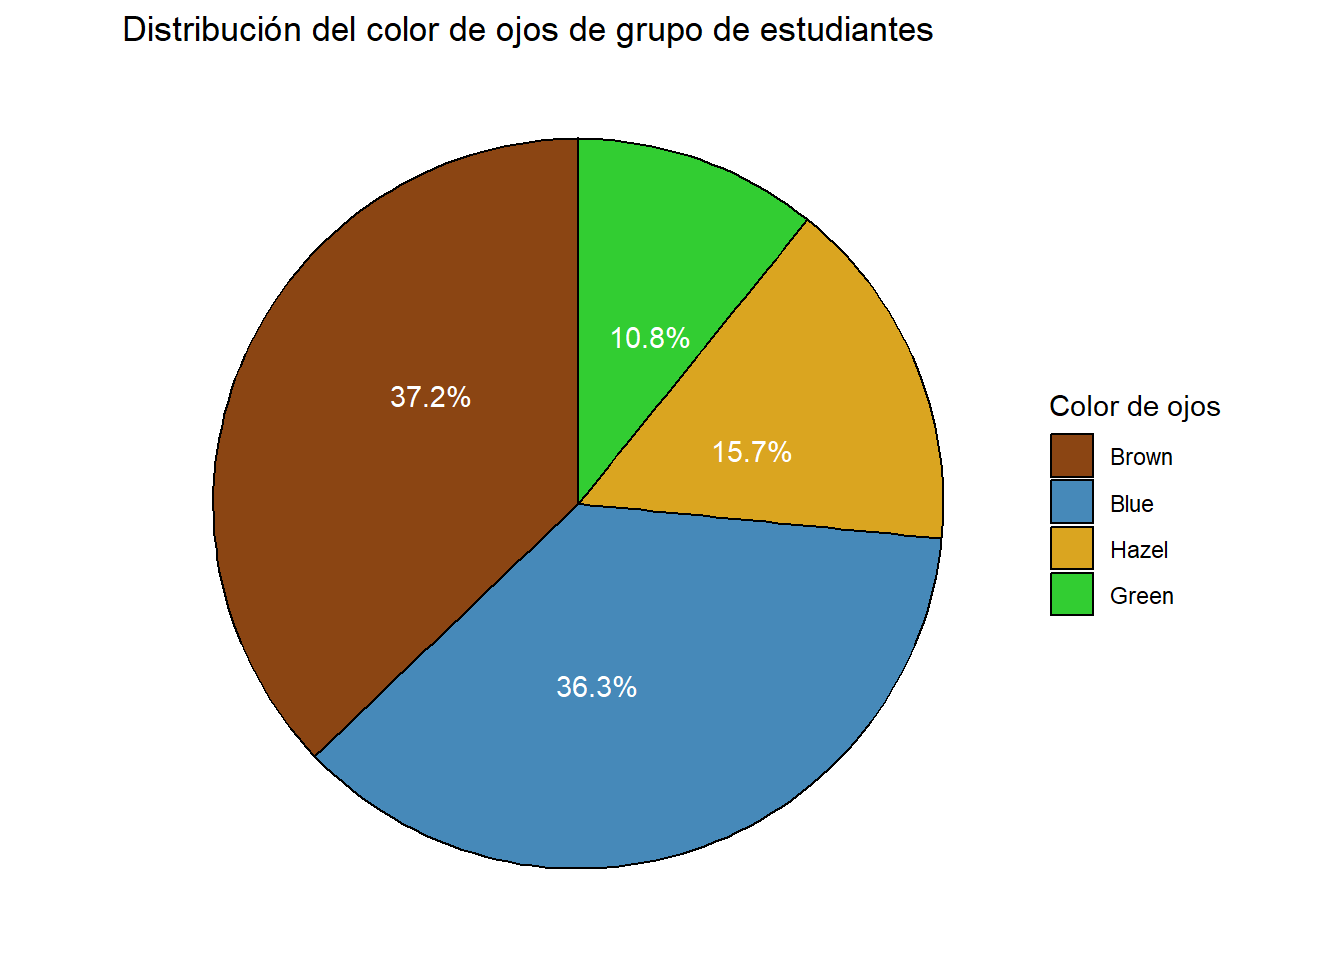 Distribución del color de ojos de grupo de estudiantes
10.8%
37.2%
15.7%
36.3%
Color de ojos
Brown
Blue
Hazel
Green